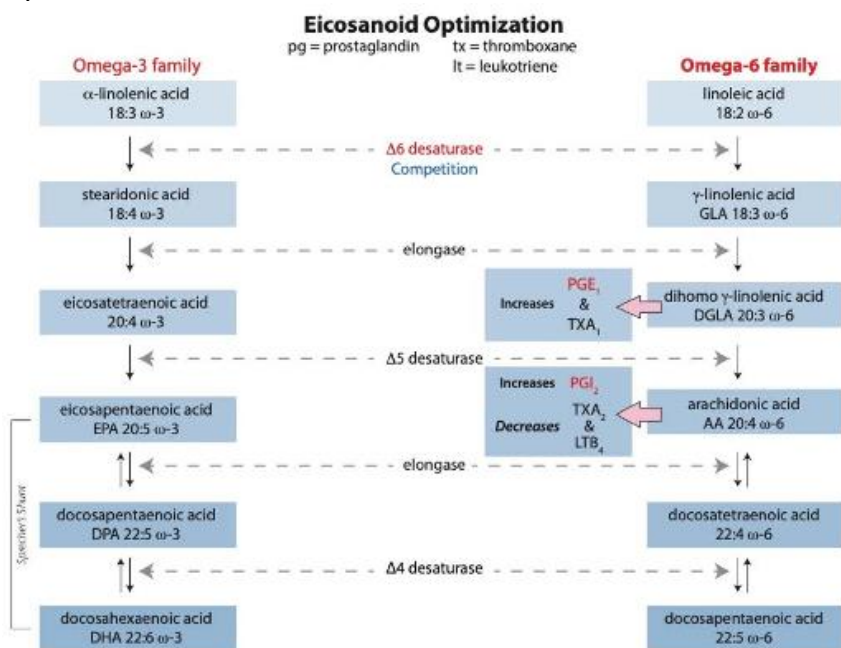 Eicosanoid Optimization
pg = prostaglandin tx = thromboxane
lt = leukotriene
Omega-3 family
Omega-6 family
α-linolenic acid
18:3 ω-3
linoleic acid
18:2 ω-6
Δ6 desaturase
Competition
stearidonic acid
18:4 ω-3
γ-linolenic acid
GLA 18:3 ω-6
elongase
eicosatetraenoic acid
20:4 ω-3
Increases
PGE₁
&
TXA₁
dihomo γ-linolenic acid
DGLA 20:3 ω-6
Δ5 desaturase
eicosapentaenoic acid
EPA 20:5 ω-3
Increases PGI₂
Decreases
TXA₂
&
LTB₄
arachidonic acid
AA 20:4 ω-6
elongase
docosapentaenoic acid
DPA 22:5 ω-3
docosatetraenoic acid
22:4 ω-6
Δ4 desaturase
docosahexaenoic acid
DHA 22:6 ω-3
docosapentaenoic acid
22:5 ω-6